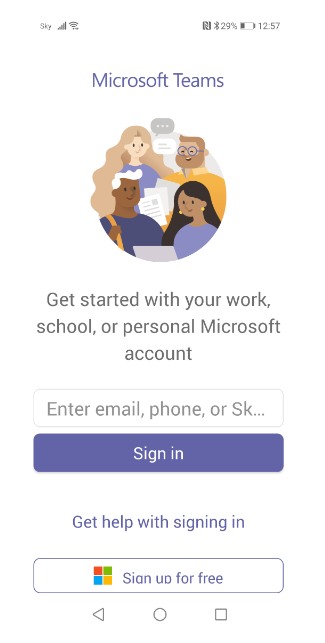 Sky 29% 12:57
Microsoft Teams
Get started with your work,
school, or personal Microsoft
account
Enter email, phone, or Sk...
Sign in
Get help with signing in
Sign up for free